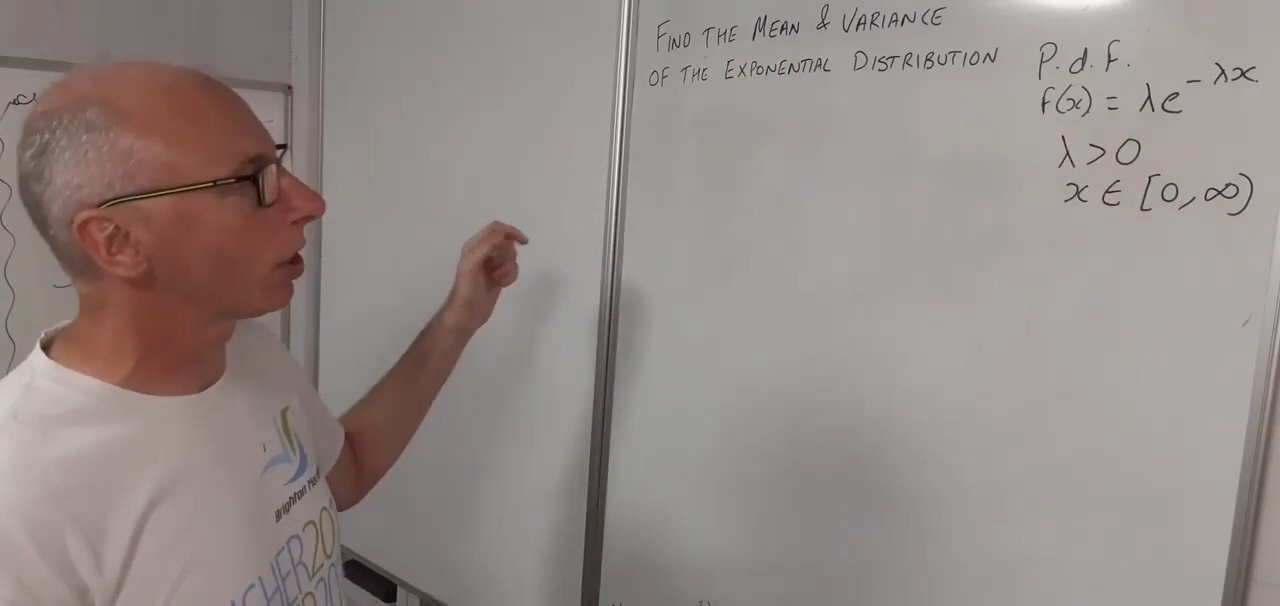 FIND THE MEAN & VARIANCE
OF THE EXPONENTIAL DISTRIBUTION
P.d.f.
f(x) = λe^-λx
λ > 0
x ∈ [0, ∞)
Brighton